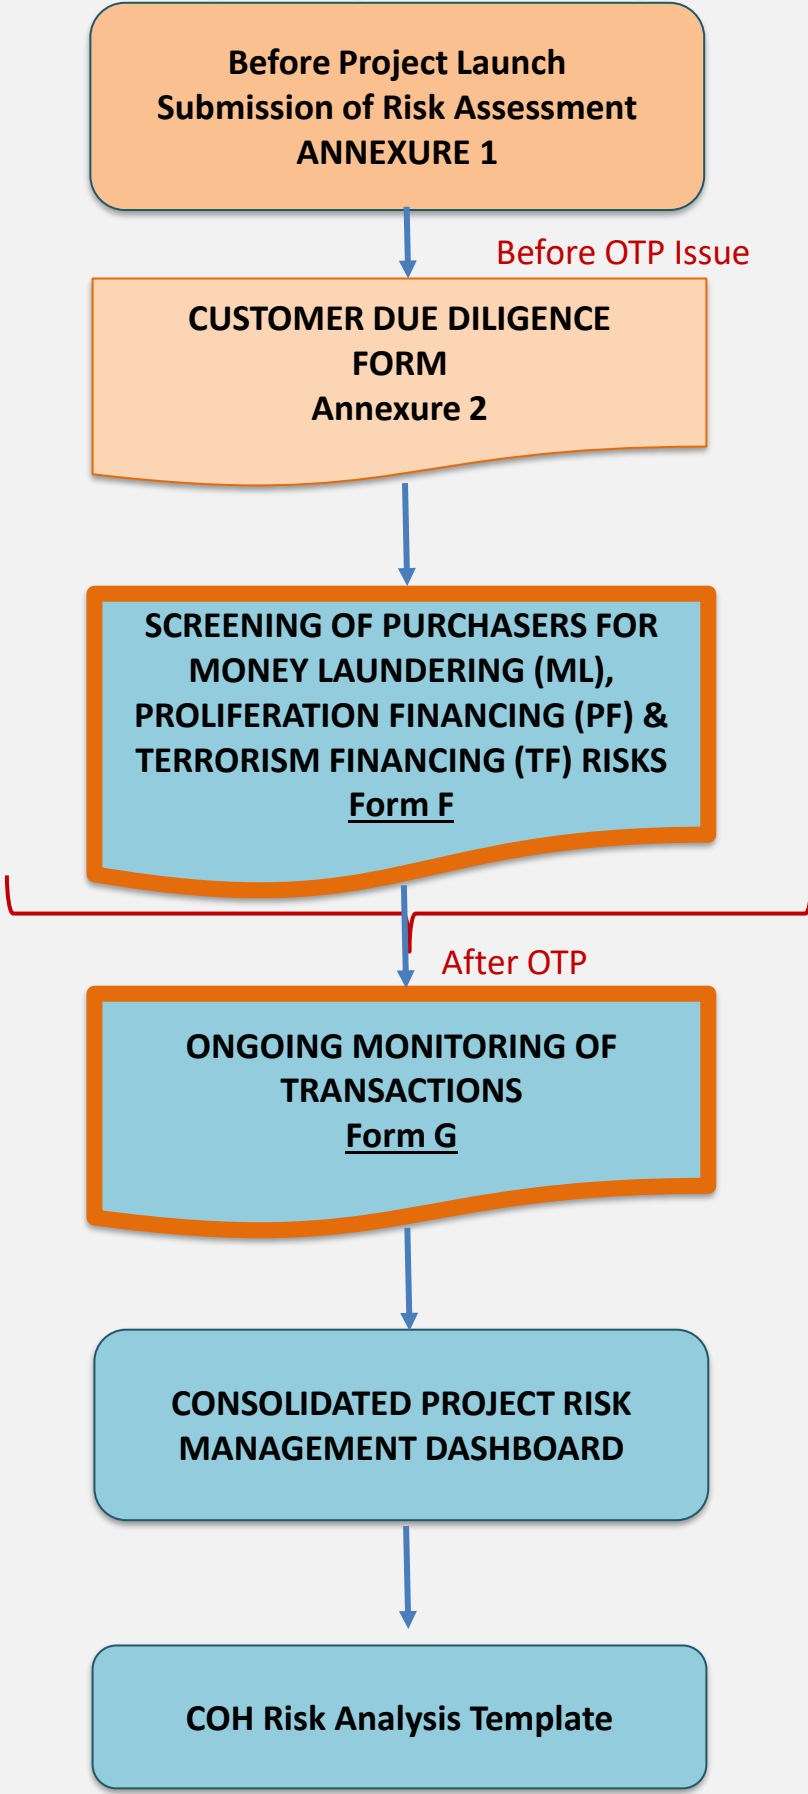 Before Project Launch
Submission of Risk Assessment
ANNEXURE 1
Before OTP Issue
CUSTOMER DUE DILIGENCE
FORM
Annexure 2
SCREENING OF PURCHASERS FOR
MONEY LAUNDERING (ML),
PROLIFERATION FINANCING (PF) &
TERRORISM FINANCING (TF) RISKS
Form F
After OTP
ONGOING MONITORING OF
TRANSACTIONS
Form G
CONSOLIDATED PROJECT RISK
MANAGEMENT DASHBOARD
COH Risk Analysis Template